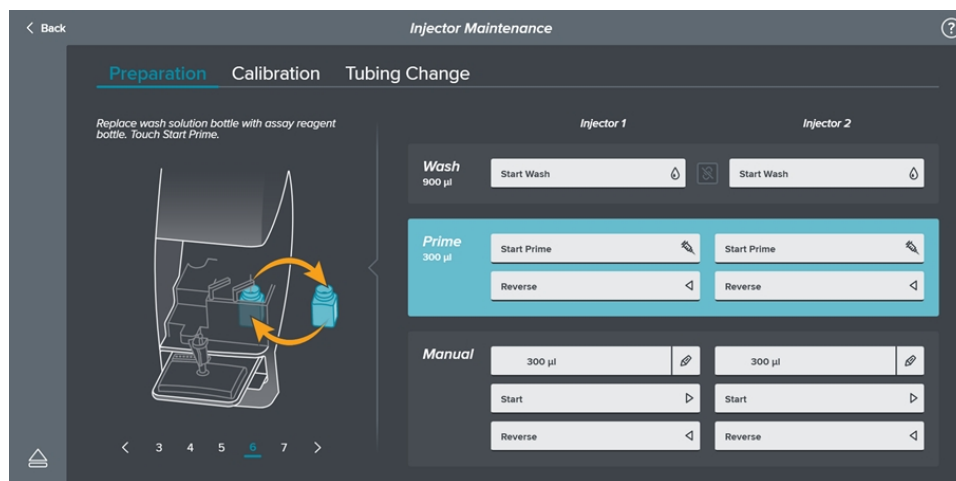 Back
Injector Maintenance
?
Preparation Calibration Tubing Change
Replace wash solution bottle with assay reagent
bottle. Touch Start Prime.
Injector 1 Injector 2
Wash
900 µl
Start Wash Start Wash
Prime
300 µl
Start Prime Start Prime
Reverse Reverse
Manual
300 µl 300 µl
Start Start
Reverse Reverse
< 3 4 5 6 7 >